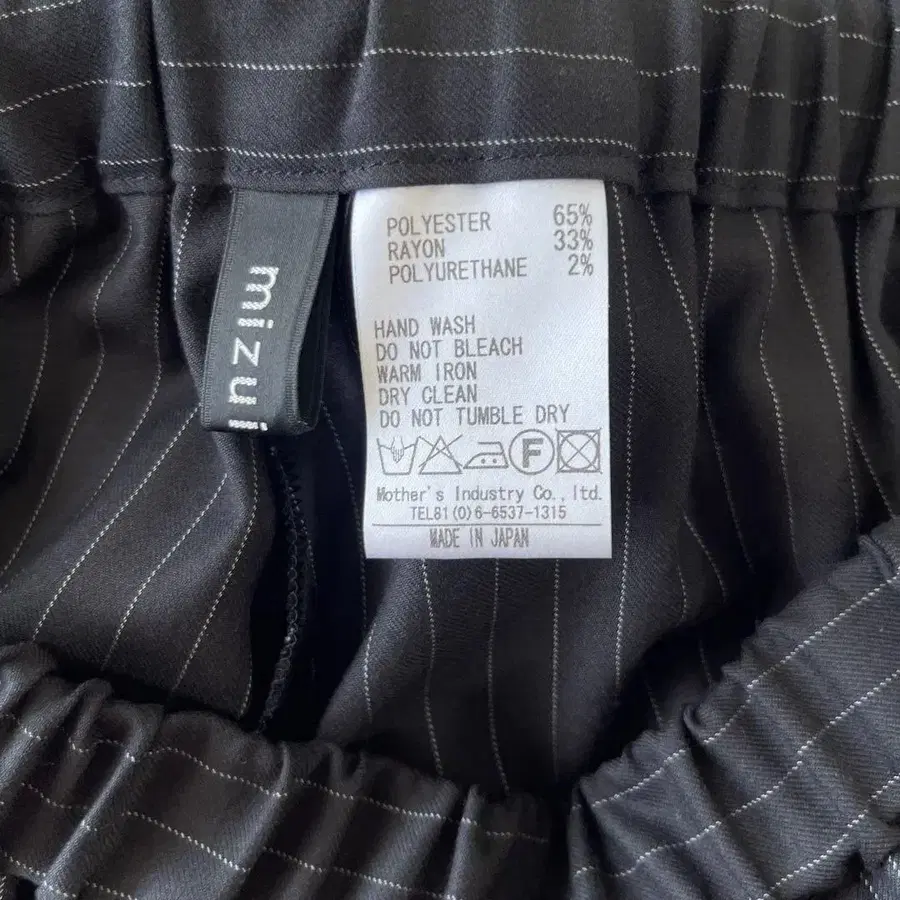 mizui
POLYESTER 65%
RAYON 33%
POLYURETHANE 2%
HAND WASH
DO NOT BLEACH
WARM IRON
DRY CLEAN
DO NOT TUMBLE DRY
F
Mother's Industry Co., ltd.
TEL81(0)6-6537-1315
MADE IN JAPAN